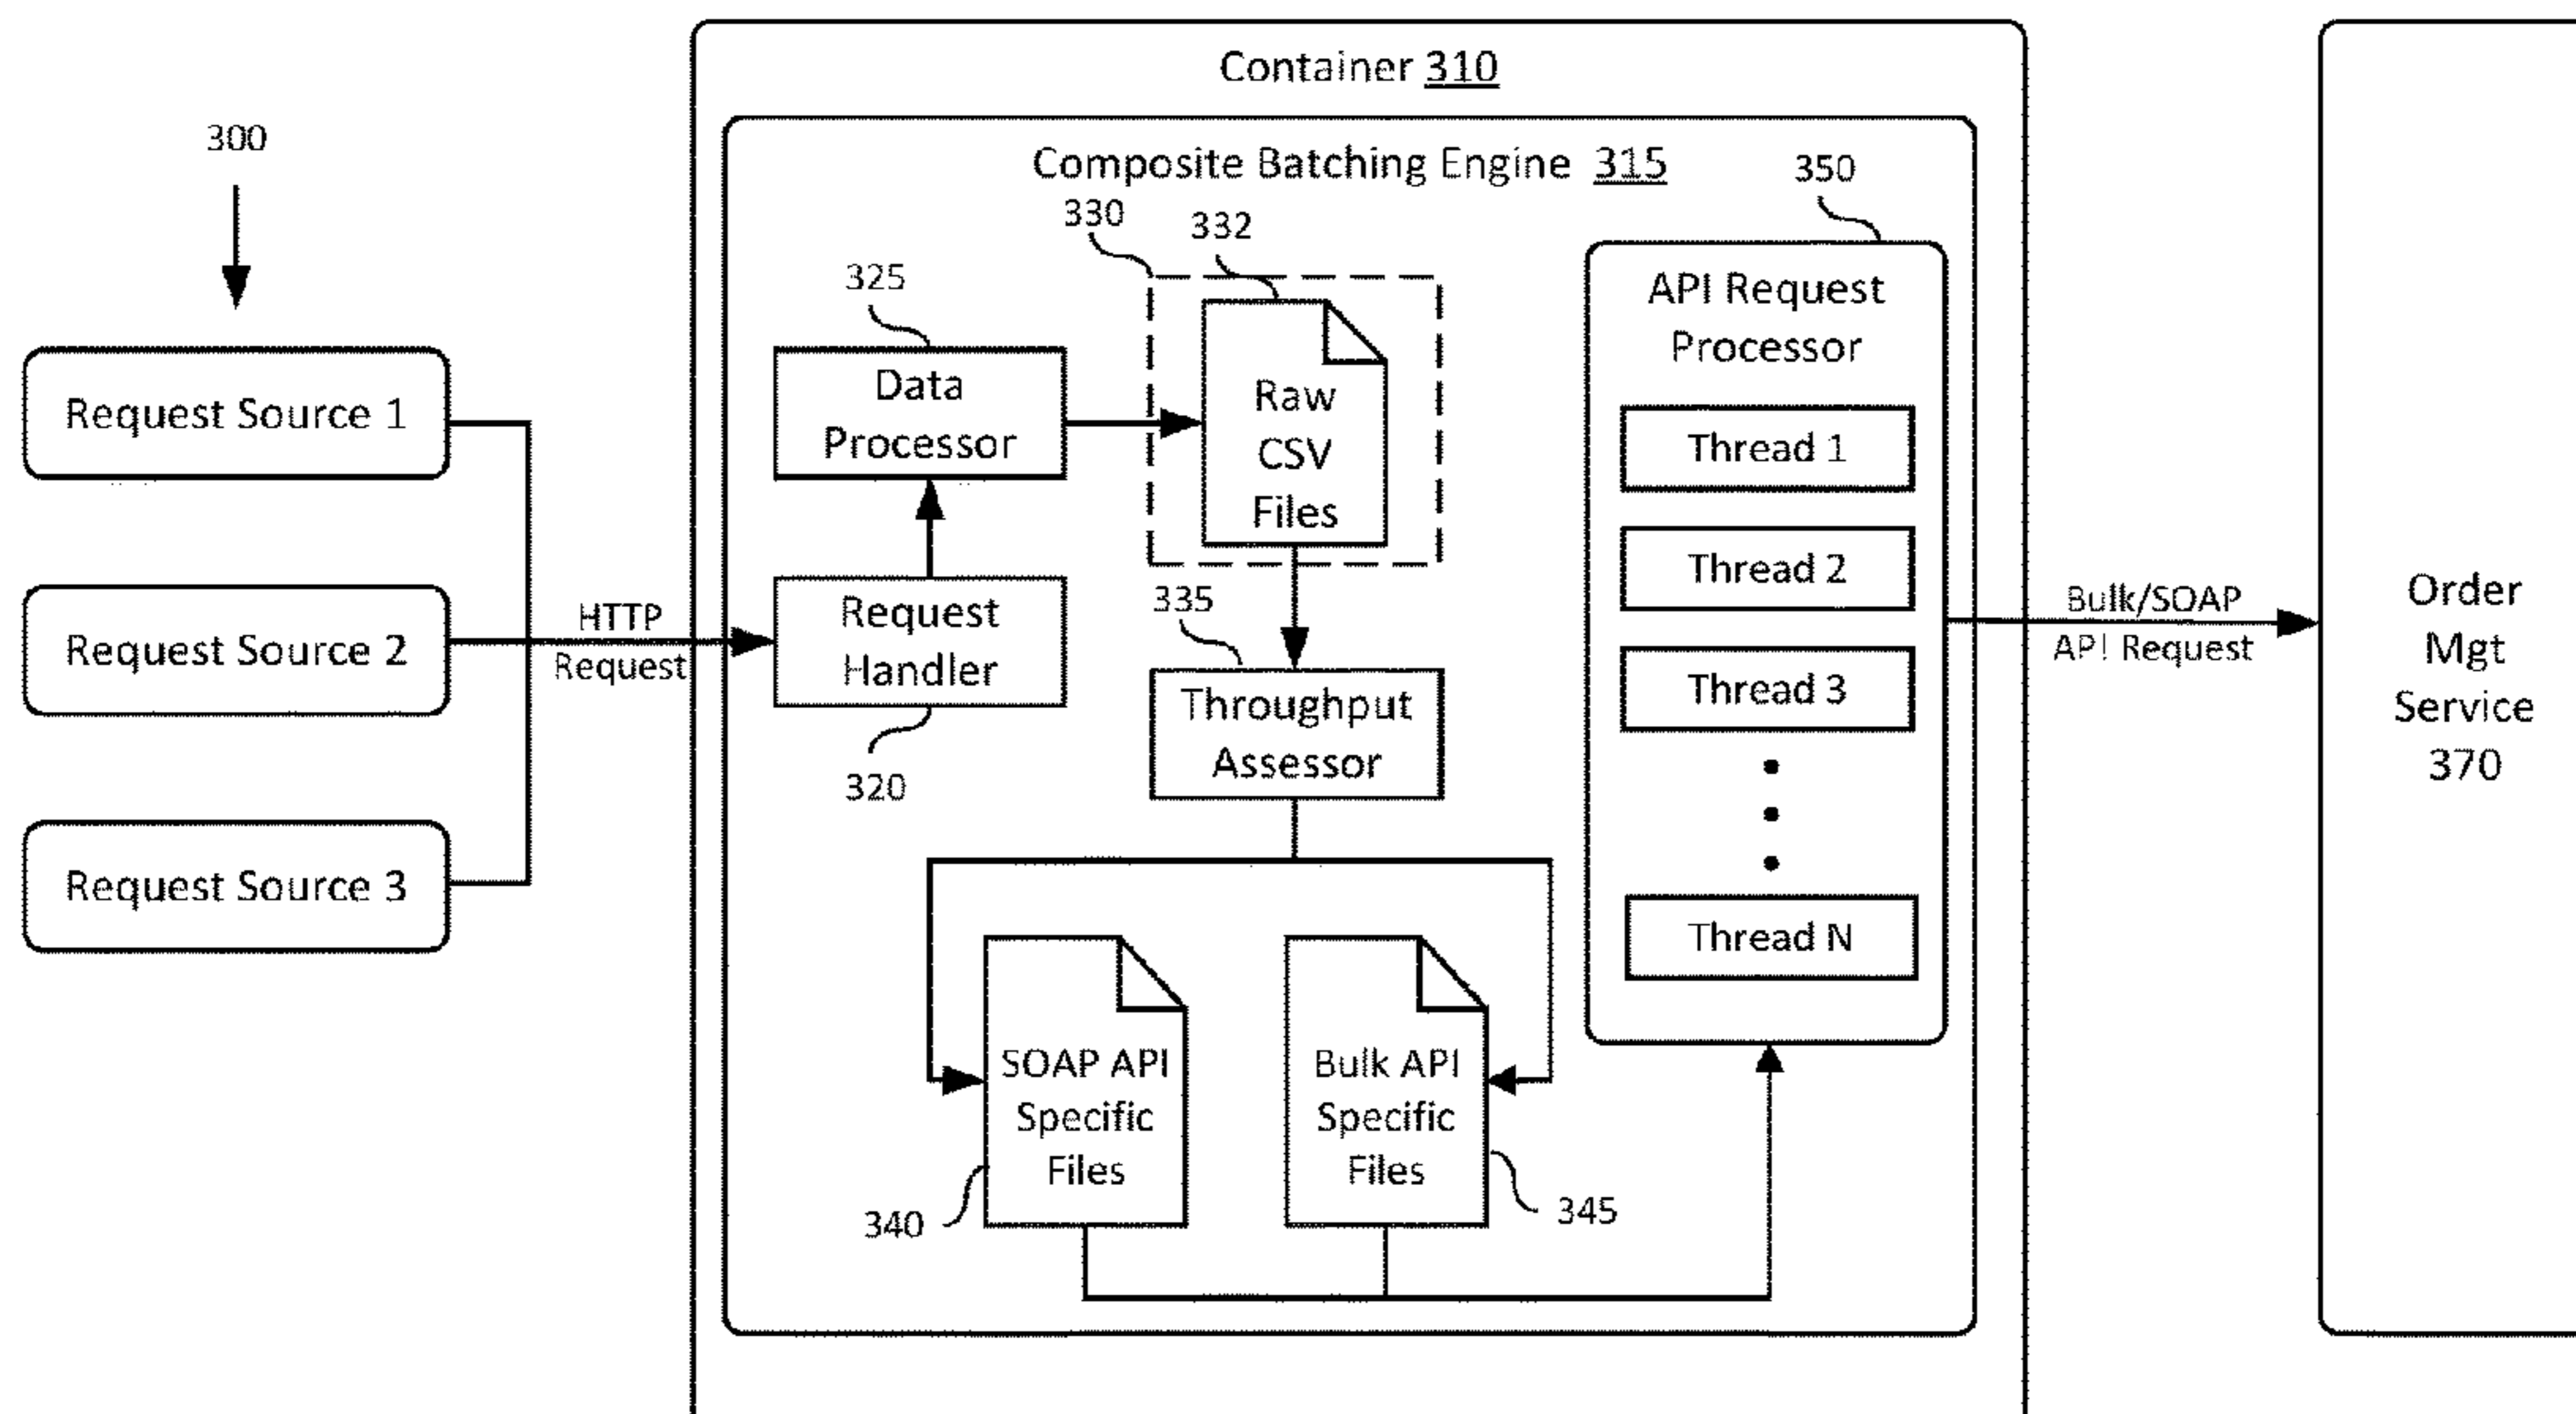 Container 310
300
Composite Batching Engine 315
350
330
332
325
API Request
Processor
Data
Processor
Raw
CSV
Files
Request Source 1
Thread 1
Thread 2
Thread 3
Thread N
Request Source 2
HTTP
Request
Request
Handler
320
335
Throughput
Assessor
Bulk/SOAP
API Request
Order
Mgt
Service
370
Request Source 3
SOAP API
Specific
Files
340
Bulk API
Specific
Files
345